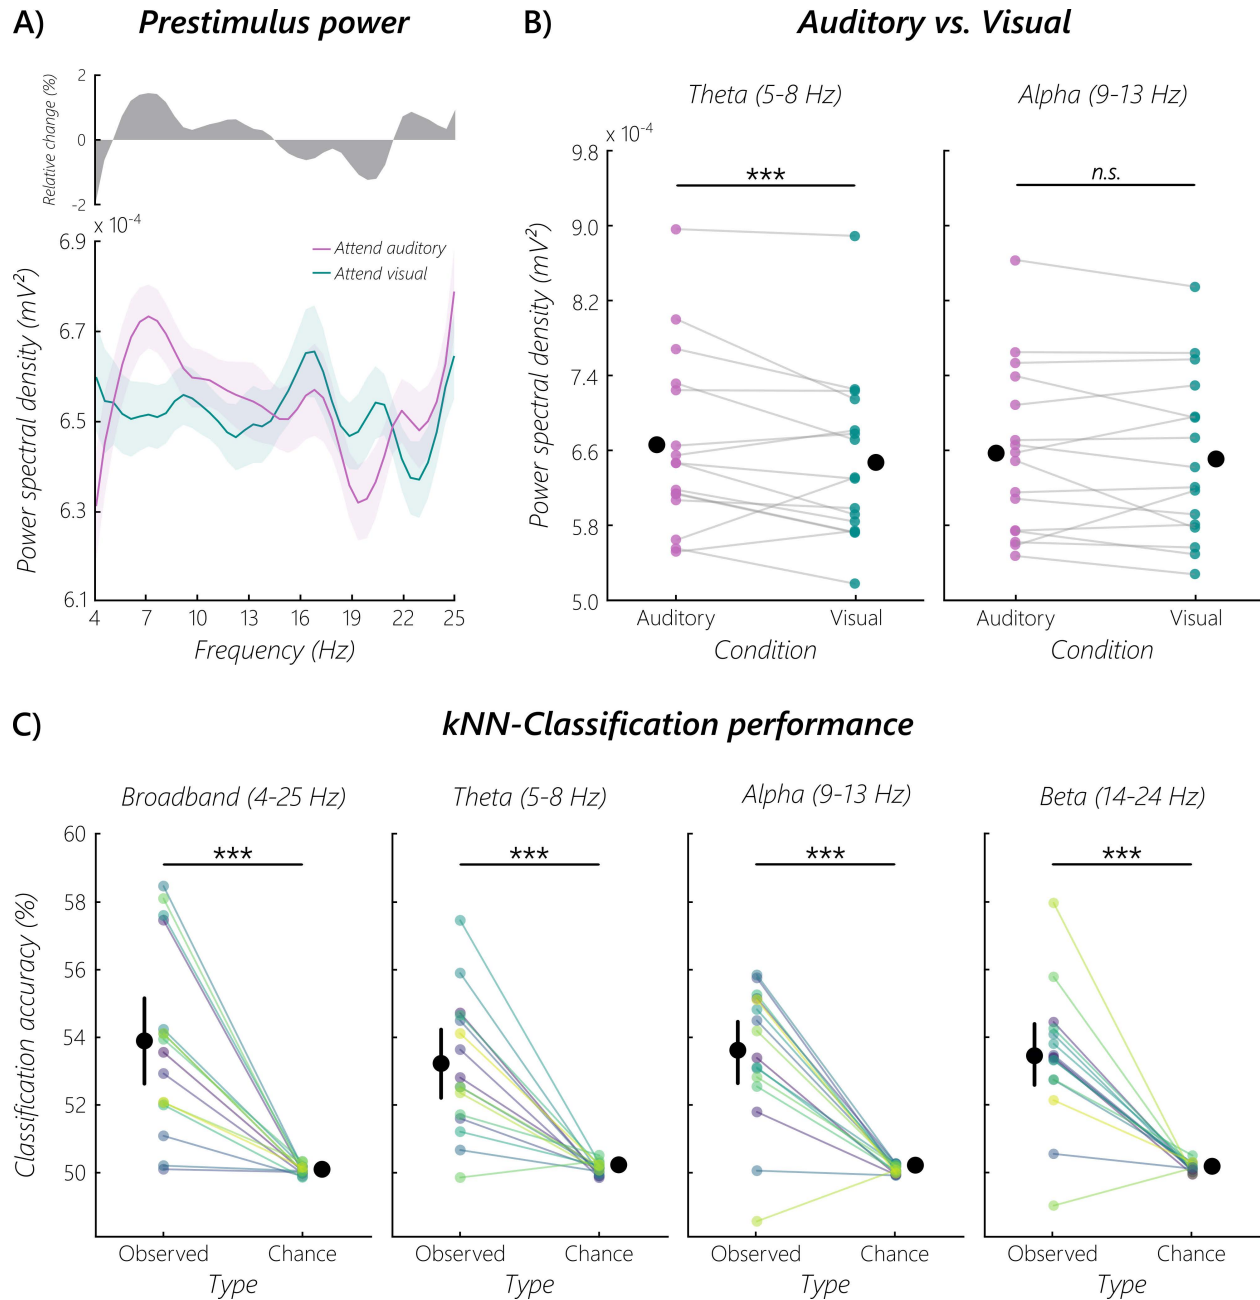 A) Prestimulus power
Relative change (%)
2
0
-2
x 10-4
Power spectral density (mV²)
6.9
6.7
6.5
6.3
6.1
Attend auditory
Attend visual
4 7 10 13 16 19 22 25
Frequency (Hz)
B) Auditory vs. Visual
Theta (5-8 Hz)
Alpha (9-13 Hz)
x 10-4
Power spectral density (mV²)
9.8
9.0
8.2
7.4
6.6
5.8
5.0
***
n.s.
Auditory Visual
Condition
Auditory Visual
Condition
C) kNN-Classification performance
Broadband (4-25 Hz)
Theta (5-8 Hz)
Alpha (9-13 Hz)
Beta (14-24 Hz)
Classification accuracy (%)
60
58
56
54
52
50
***
***
***
***
Observed Chance
Type
Observed Chance
Type
Observed Chance
Type
Observed Chance
Type